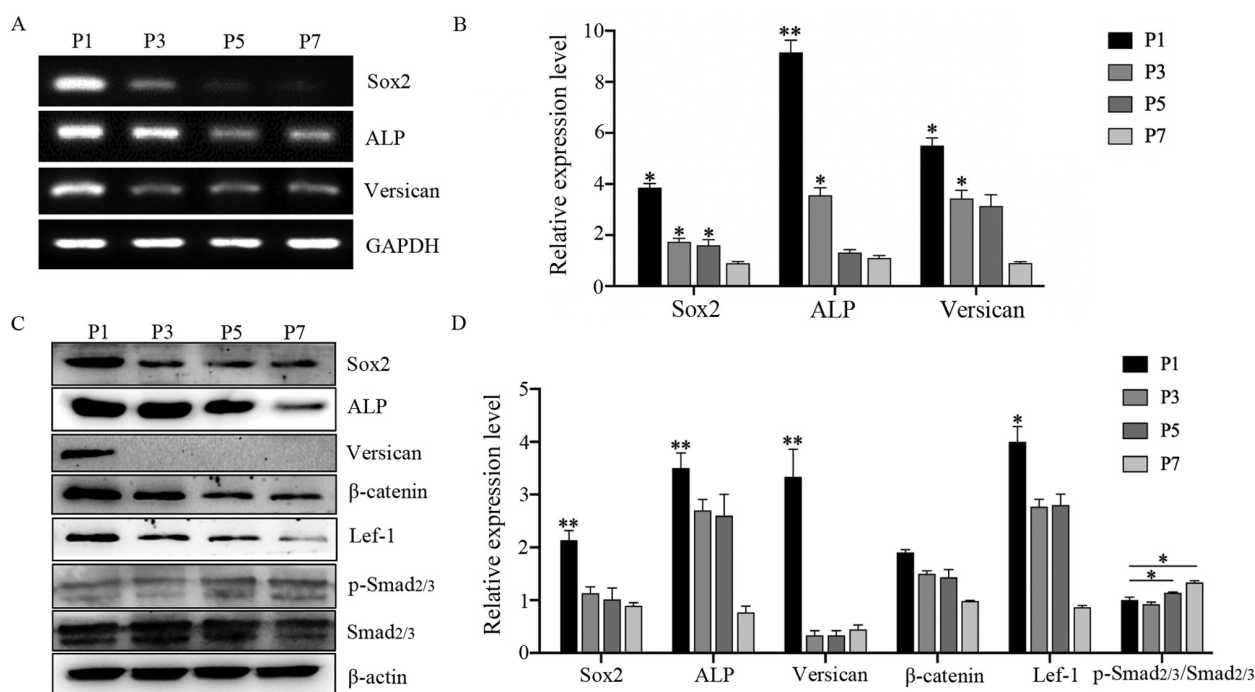 A
P1 P3 P5 P7
Sox2
ALP
Versican
GAPDH
B
Relative expression level
10
8
6
4
2
0
* * *
** *
* *
Sox2 ALP Versican
P1
P3
P5
P7
C
P1 P3 P5 P7
Sox2
ALP
Versican
β-catenin
Lef-1
p-Smad2/3
Smad2/3
β-actin
D
Relative expression level
5
4
3
2
1
0
** ** ** * * *
Sox2 ALP Versican β-catenin Lef-1 p-Smad2/3/Smad2/3
P1
P3
P5
P7